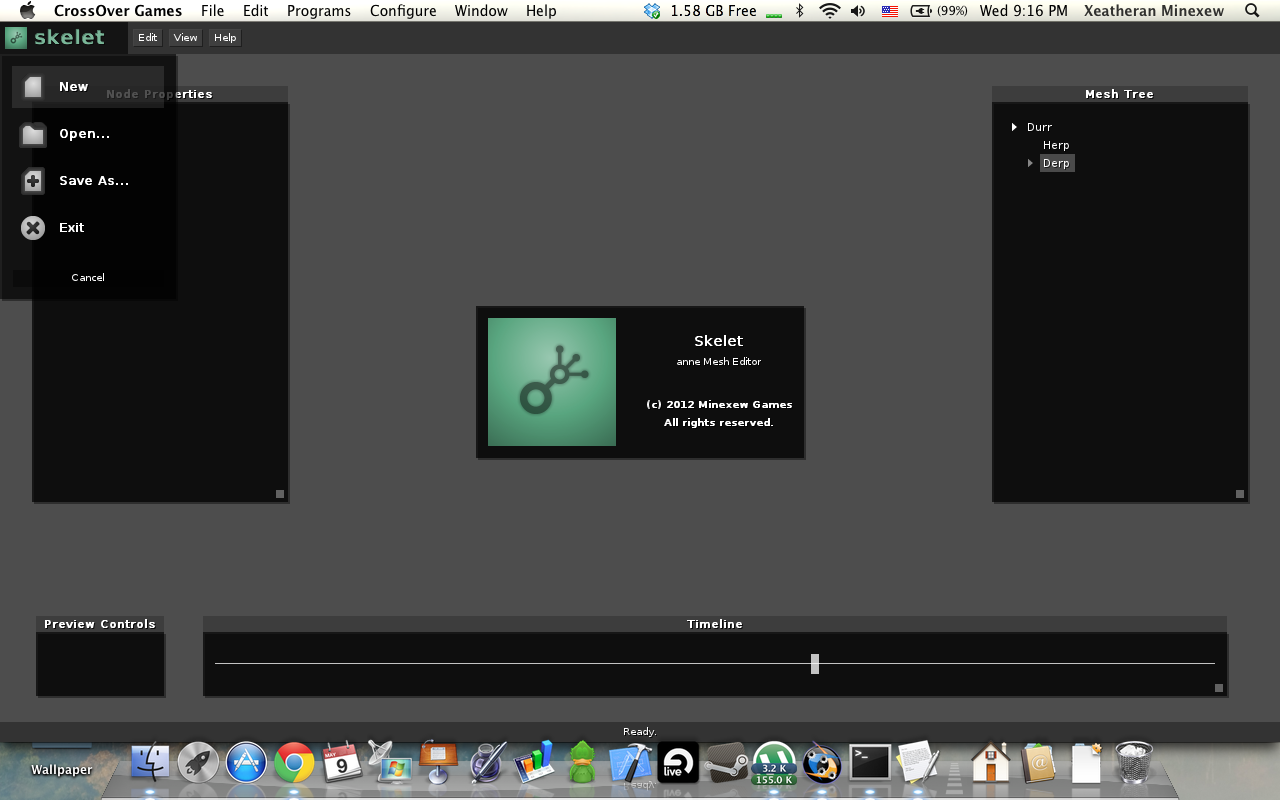 CrossOver Games File Edit Programs Configure Window Help 1.58 GB Free (99%) Wed 9:16 PM Xeatheran Minexew
skelet Edit View Help
New
Open...
Save As...
Exit
Cancel
Node Properties
Mesh Tree
Durr
Herp
Derp
Skelet
anne Mesh Editor
(c) 2012 Minexew Games
All rights reserved.
Preview Controls
Timeline
Ready.
Wallpaper
MAY
9
live
3.2 K
155.0 K
>_
@